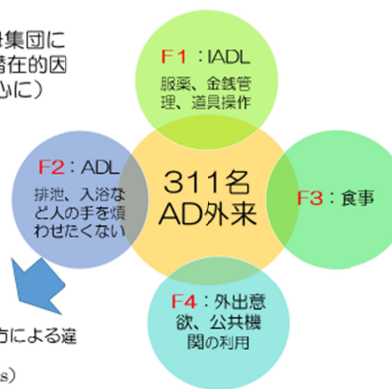 母集団に
潜在的因
心に）
F1：IADL
服薬、金銭管
理、道具操作
F2：ADL
排泄、入浴な
ど人の手を煩
わせたくない
311名
AD外来
F3：食事
F4：外出意
欲、公共機
関の利用
方による違
s)